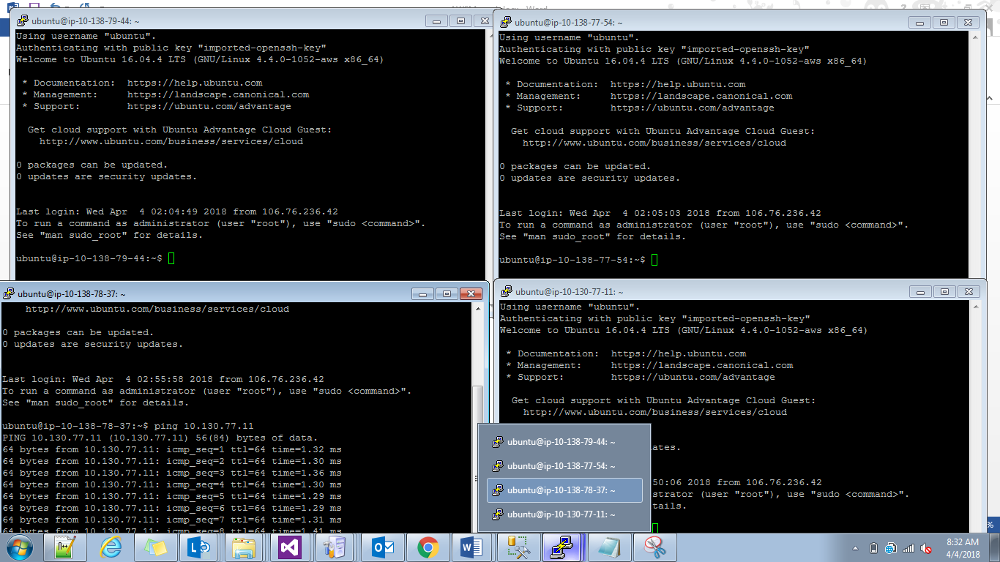 ubuntu@ip-10-138-79-44: ~
Using username "ubuntu".
Authenticating with public key "imported-openssh-key"
Welcome to Ubuntu 16.04.4 LTS (GNU/Linux 4.4.0-1052-aws x86_64)
* Documentation:  https://help.ubuntu.com
* Management:     https://landscape.canonical.com
* Support:        https://ubuntu.com/advantage
Get cloud support with Ubuntu Advantage Cloud Guest:
http://www.ubuntu.com/business/services/cloud
0 packages can be updated.
0 updates are security updates.
Last login: Wed Apr  4 02:04:49 2018 from 106.76.236.42
To run a command as administrator (user "root"), use "sudo <command>".
See "man sudo_root" for details.
ubuntu@ip-10-138-79-44:~$
ubuntu@ip-10-138-77-54: ~
Using username "ubuntu".
Authenticating with public key "imported-openssh-key"
Welcome to Ubuntu 16.04.4 LTS (GNU/Linux 4.4.0-1052-aws x86_64)
* Documentation:  https://help.ubuntu.com
* Management:     https://landscape.canonical.com
* Support:        https://ubuntu.com/advantage
Get cloud support with Ubuntu Advantage Cloud Guest:
http://www.ubuntu.com/business/services/cloud
0 packages can be updated.
0 updates are security updates.
Last login: Wed Apr  4 02:05:03 2018 from 106.76.236.42
To run a command as administrator (user "root"), use "sudo <command>".
See "man sudo_root" for details.
ubuntu@ip-10-138-77-54:~$
ubuntu@ip-10-138-78-37: ~
http://www.ubuntu.com/business/services/cloud
0 packages can be updated.
0 updates are security updates.
Last login: Wed Apr  4 02:55:58 2018 from 106.76.236.42
To run a command as administrator (user "root"), use "sudo <command>".
See "man sudo_root" for details.
ubuntu@ip-10-138-78-37:~$ ping 10.130.77.11
PING 10.130.77.11 (10.130.77.11) 56(84) bytes of data.
64 bytes from 10.130.77.11: icmp_seq=1 ttl=64 time=1.32 ms
64 bytes from 10.130.77.11: icmp_seq=2 ttl=64 time=1.30 ms
64 bytes from 10.130.77.11: icmp_seq=3 ttl=64 time=1.36 ms
64 bytes from 10.130.77.11: icmp_seq=4 ttl=64 time=1.30 ms
64 bytes from 10.130.77.11: icmp_seq=5 ttl=64 time=1.29 ms
64 bytes from 10.130.77.11: icmp_seq=6 ttl=64 time=1.29 ms
64 bytes from 10.130.77.11: icmp_seq=7 ttl=64 time=1.31 ms
64 bytes from 10.130.77.11: icmp_seq=8 ttl=64 time=1.41 ms
ubuntu@ip-10-130-77-11: ~
Using username "ubuntu".
Authenticating with public key "imported-openssh-key"
Welcome to Ubuntu 16.04.4 LTS (GNU/Linux 4.4.0-1052-aws x86_64)
* Documentation:  https://help.ubuntu.com
* Management:     https://landscape.canonical.com
* Support:        https://ubuntu.com/advantage
Get cloud support with Ubuntu Advantage Cloud Guest:
http://www.ubuntu.com/business/services/cloud
ates.
50:06 2018 from 106.76.236.42
strator (user "root"), use "sudo <command>".
tails.
ubuntu@ip-10-138-79-44: ~
ubuntu@ip-10-138-77-54: ~
ubuntu@ip-10-138-78-37: ~
ubuntu@ip-10-130-77-11: ~
%
8:32 AM
4/4/2018